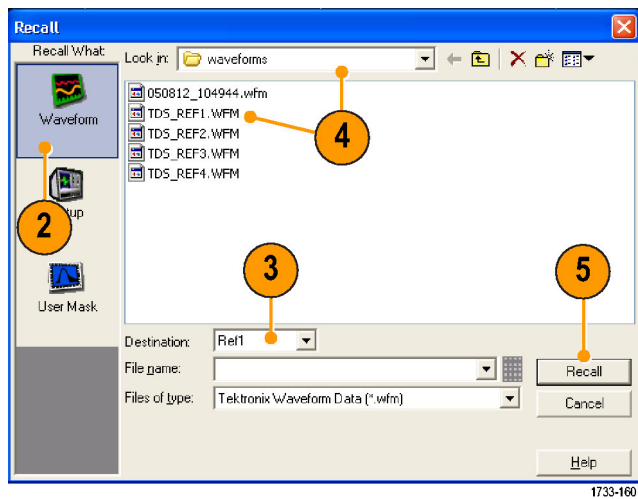 Recall
Recall What:
Look in: waveforms
Waveform
050812_104944.wfm
TDS_REF1.WFM
TDS_REF2.WFM
TDS_REF3.WFM
TDS_REF4.WFM
4
2
tup
3
5
User Mask
Destination: Ref1
File name:
Recall
Files of type: Tektronix Waveform Data (*.wfm)
Cancel
Help
1733-160